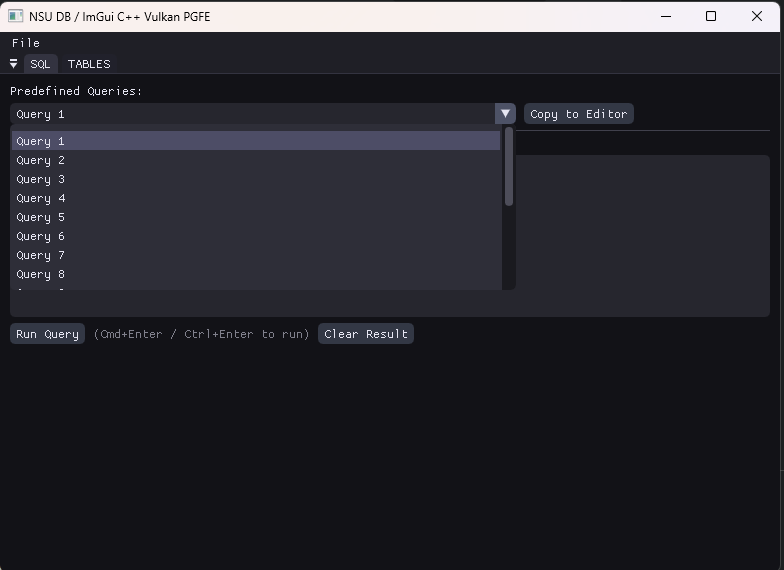 NSU DB / ImGui C++ Vulkan PGFE
File
SQL TABLES
Predefined Queries:
Query 1 Copy to Editor
Query 1
Query 2
Query 3
Query 4
Query 5
Query 6
Query 7
Query 8
Run Query (Cmd+Enter / Ctrl+Enter to run) Clear Result